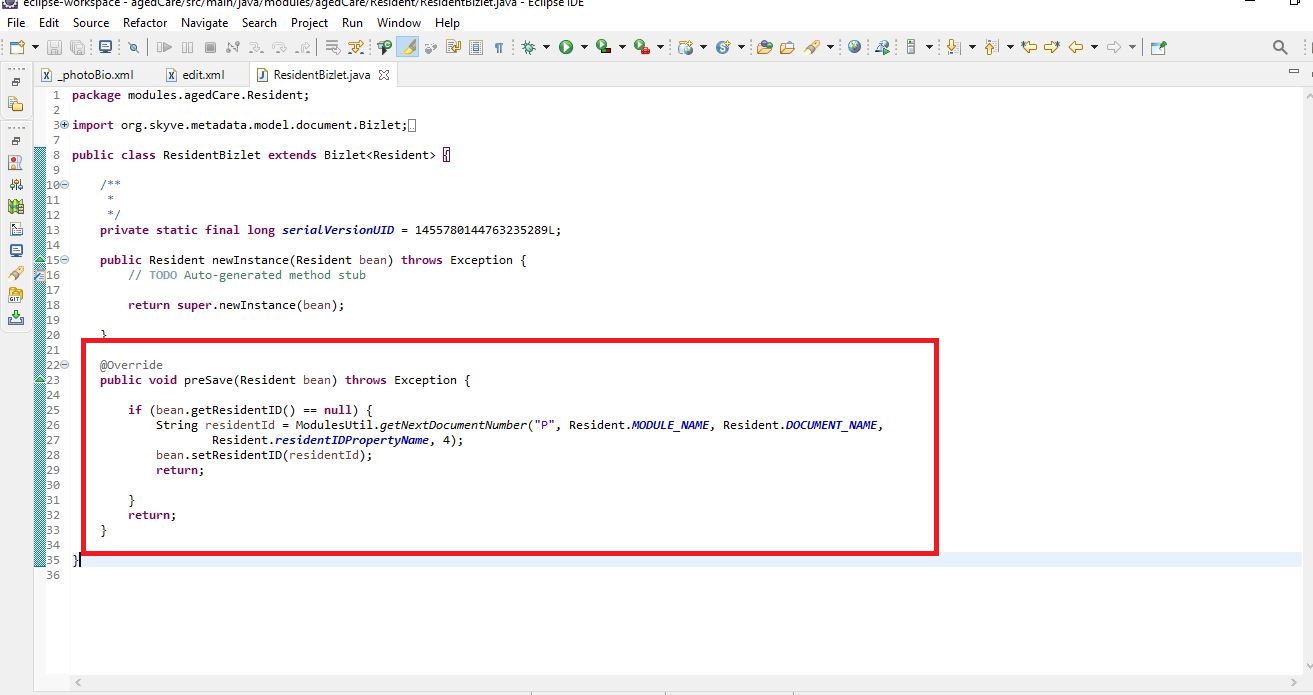 eclipse-workspace - agedCare/src/main/java/modules/agedCare/Resident/ResidentBizlet.java - Eclipse IDE
File Edit Source Refactor Navigate Search Project Run Window Help
_photoBio.xml edit.xml ResidentBizlet.java
1 package modules.agedCare.Resident;
2
3 import org.skyve.metadata.model.document.Bizlet;
7
8 public class ResidentBizlet extends Bizlet<Resident> {
9
10 /**
11 *
12 */
13 private static final long serialVersionUID = 1455780144763235289L;
14
15 public Resident newInstance(Resident bean) throws Exception {
16 // TODO Auto-generated method stub
17
18 return super.newInstance(bean);
19
20 }
21
22 @Override
23 public void preSave(Resident bean) throws Exception {
24
25 if (bean.getResidentID() == null) {
26 String residentId = ModulesUtil.getNextDocumentNumber("P", Resident.MODULE_NAME, Resident.DOCUMENT_NAME,
27 Resident.residentIDPropertyName, 4);
28 bean.setResidentID(residentId);
29 return;
30
31 }
32 return;
33 }
34
35 }
36